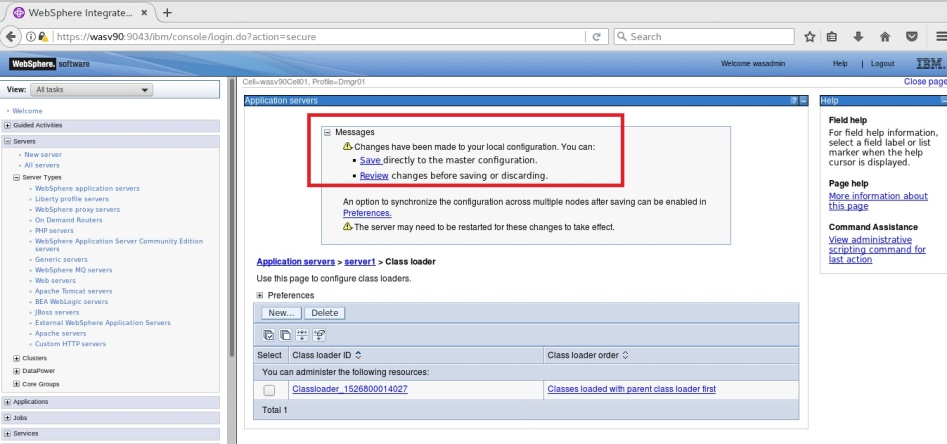 WebSphere Integrate...
https://wasv90:9043/ibm/console/login.do?action=secure
Search
WebSphere. software
Welcome wasadmin
Help | Logout
IBM.
View: All tasks
Welcome
Guided Activities
Servers
New server
All servers
Server Types
WebSphere application servers
Liberty profile servers
WebSphere proxy servers
On Demand Routers
PHP servers
WebSphere Application Server Community Edition
servers
Generic servers
WebSphere MQ servers
Web servers
Apache Tomcat servers
BEA WebLogic servers
JBoss servers
External WebSphere Application Servers
Apache servers
Custom HTTP servers
Clusters
DataPower
Core Groups
Applications
Jobs
Services
Cell=wasv90Cell01, Profile=Dmgr01
Close page
Application servers
?
Messages
Changes have been made to your local configuration. You can:
Save directly to the master configuration.
Review changes before saving or discarding.
An option to synchronize the configuration across multiple nodes after saving can be enabled in
Preferences.
The server may need to be restarted for these changes to take effect.
Application servers > server1 > Class loader
Use this page to configure class loaders.
Preferences
New... Delete
Select Class loader ID Class loader order
You can administer the following resources:
Classloader_1526800014027 Classes loaded with parent class loader first
Total 1
Help
Field help
For field help information,
select a field label or list
marker when the help
cursor is displayed.
Page help
More information about
this page
Command Assistance
View administrative
scripting command for
last action